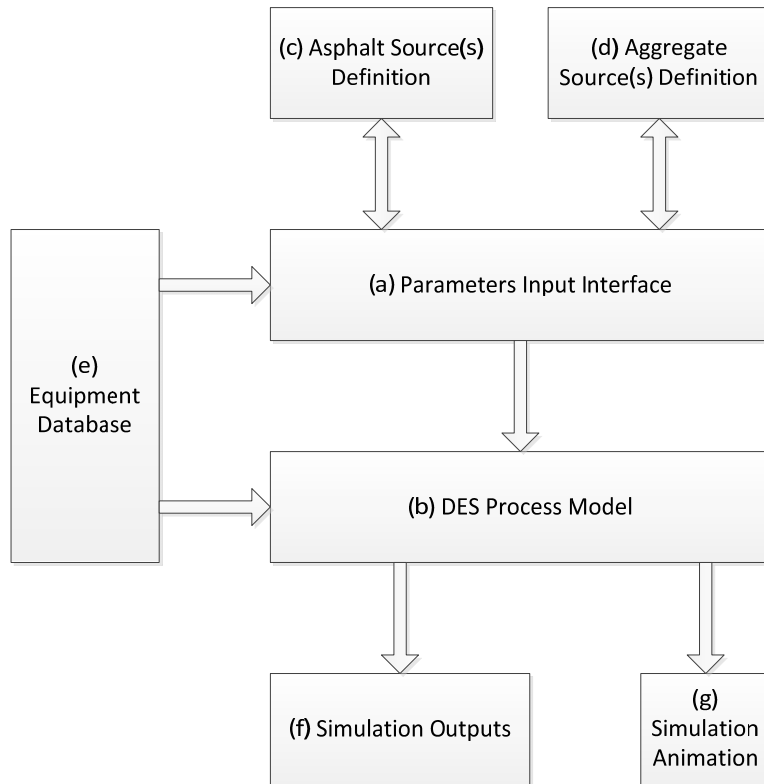 (c) Asphalt Source(s)
Definition
(d) Aggregate
Source(s) Definition
(a) Parameters Input Interface
(e)
Equipment
Database
(b) DES Process Model
(f) Simulation Outputs
(g)
Simulation
Animation